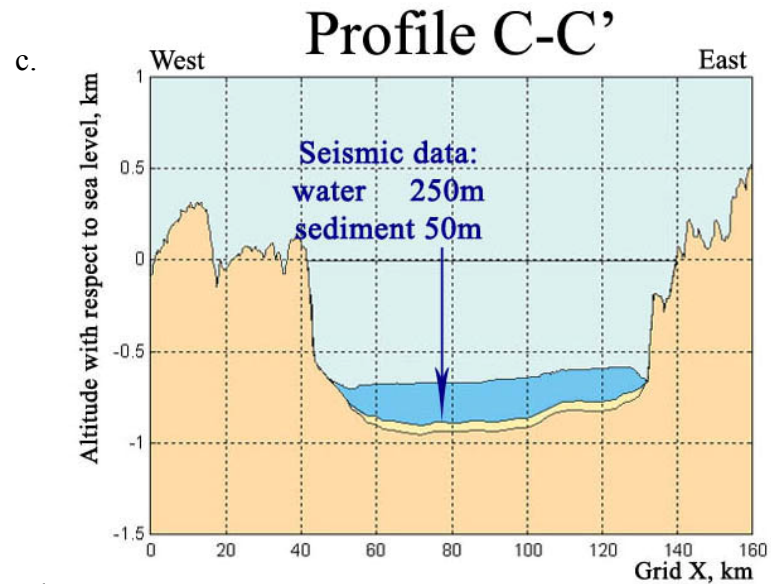 Profile C-C’
c.
West
East
1
0.5
0
-0.5
-1
-1.5
Altitude with respect to sea level, km
Seismic data:
water 250m
sediment 50m
0 20 40 60 80 100 120 140 160
Grid X, km